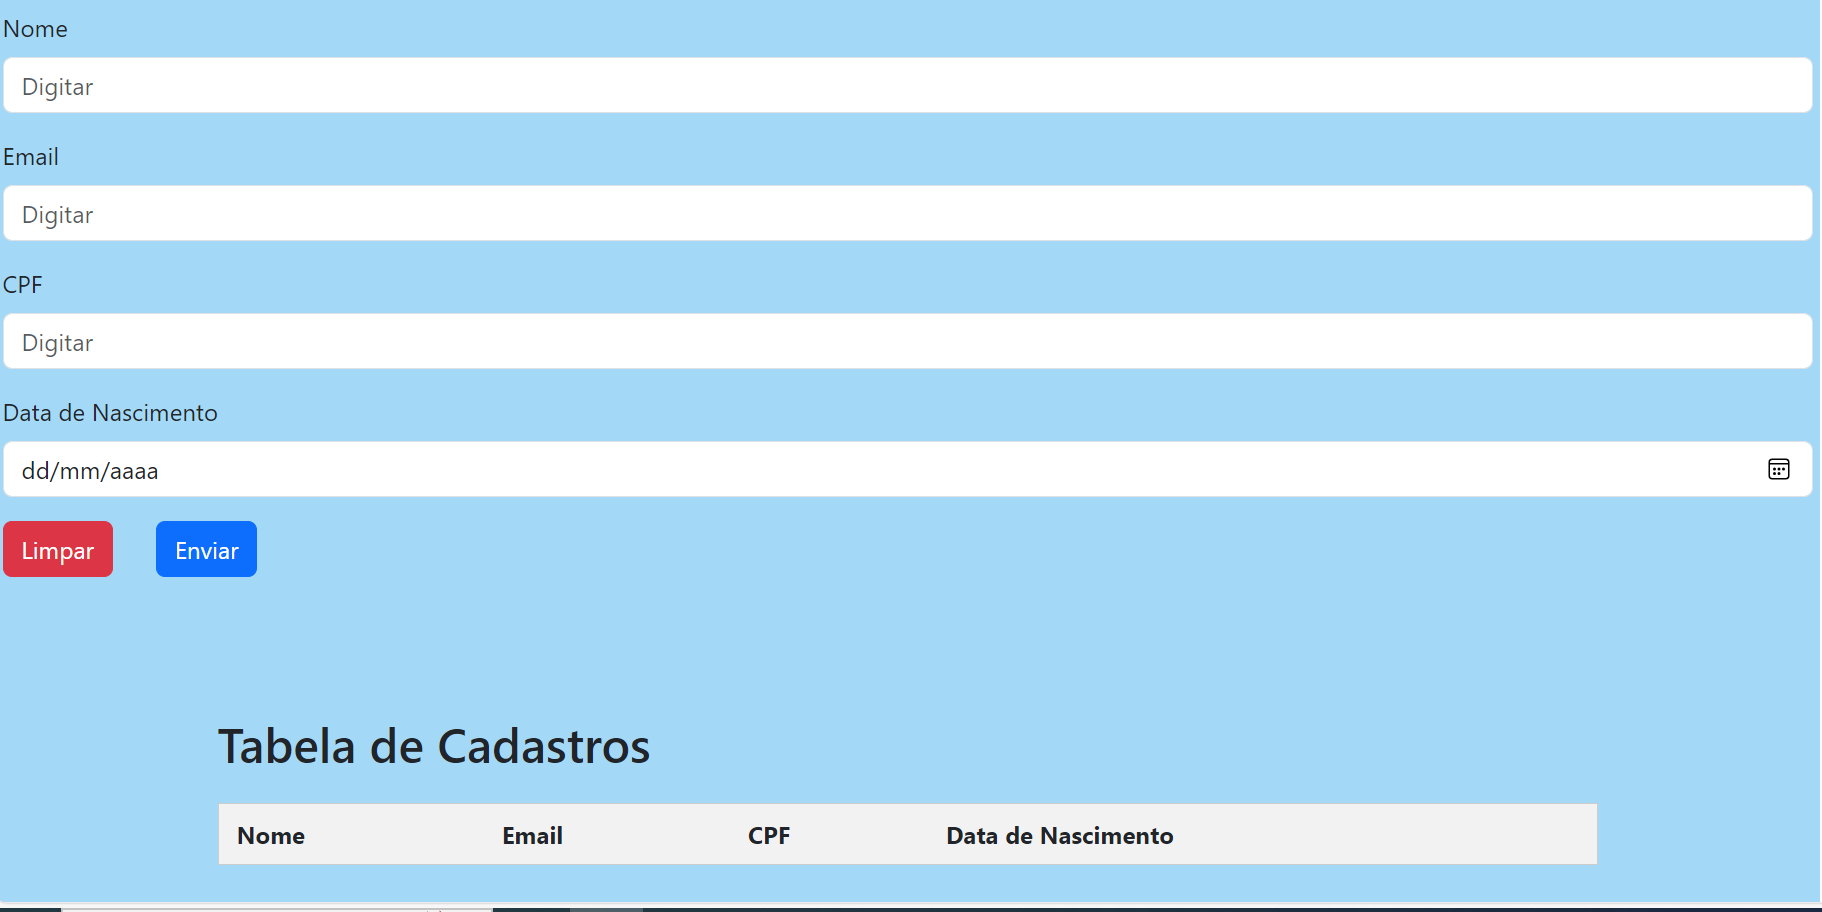 Nome
Digitar
Email
Digitar
CPF
Digitar
Data de Nascimento
dd/mm/aaaa
Limpar Enviar
Tabela de Cadastros
Nome Email CPF Data de Nascimento